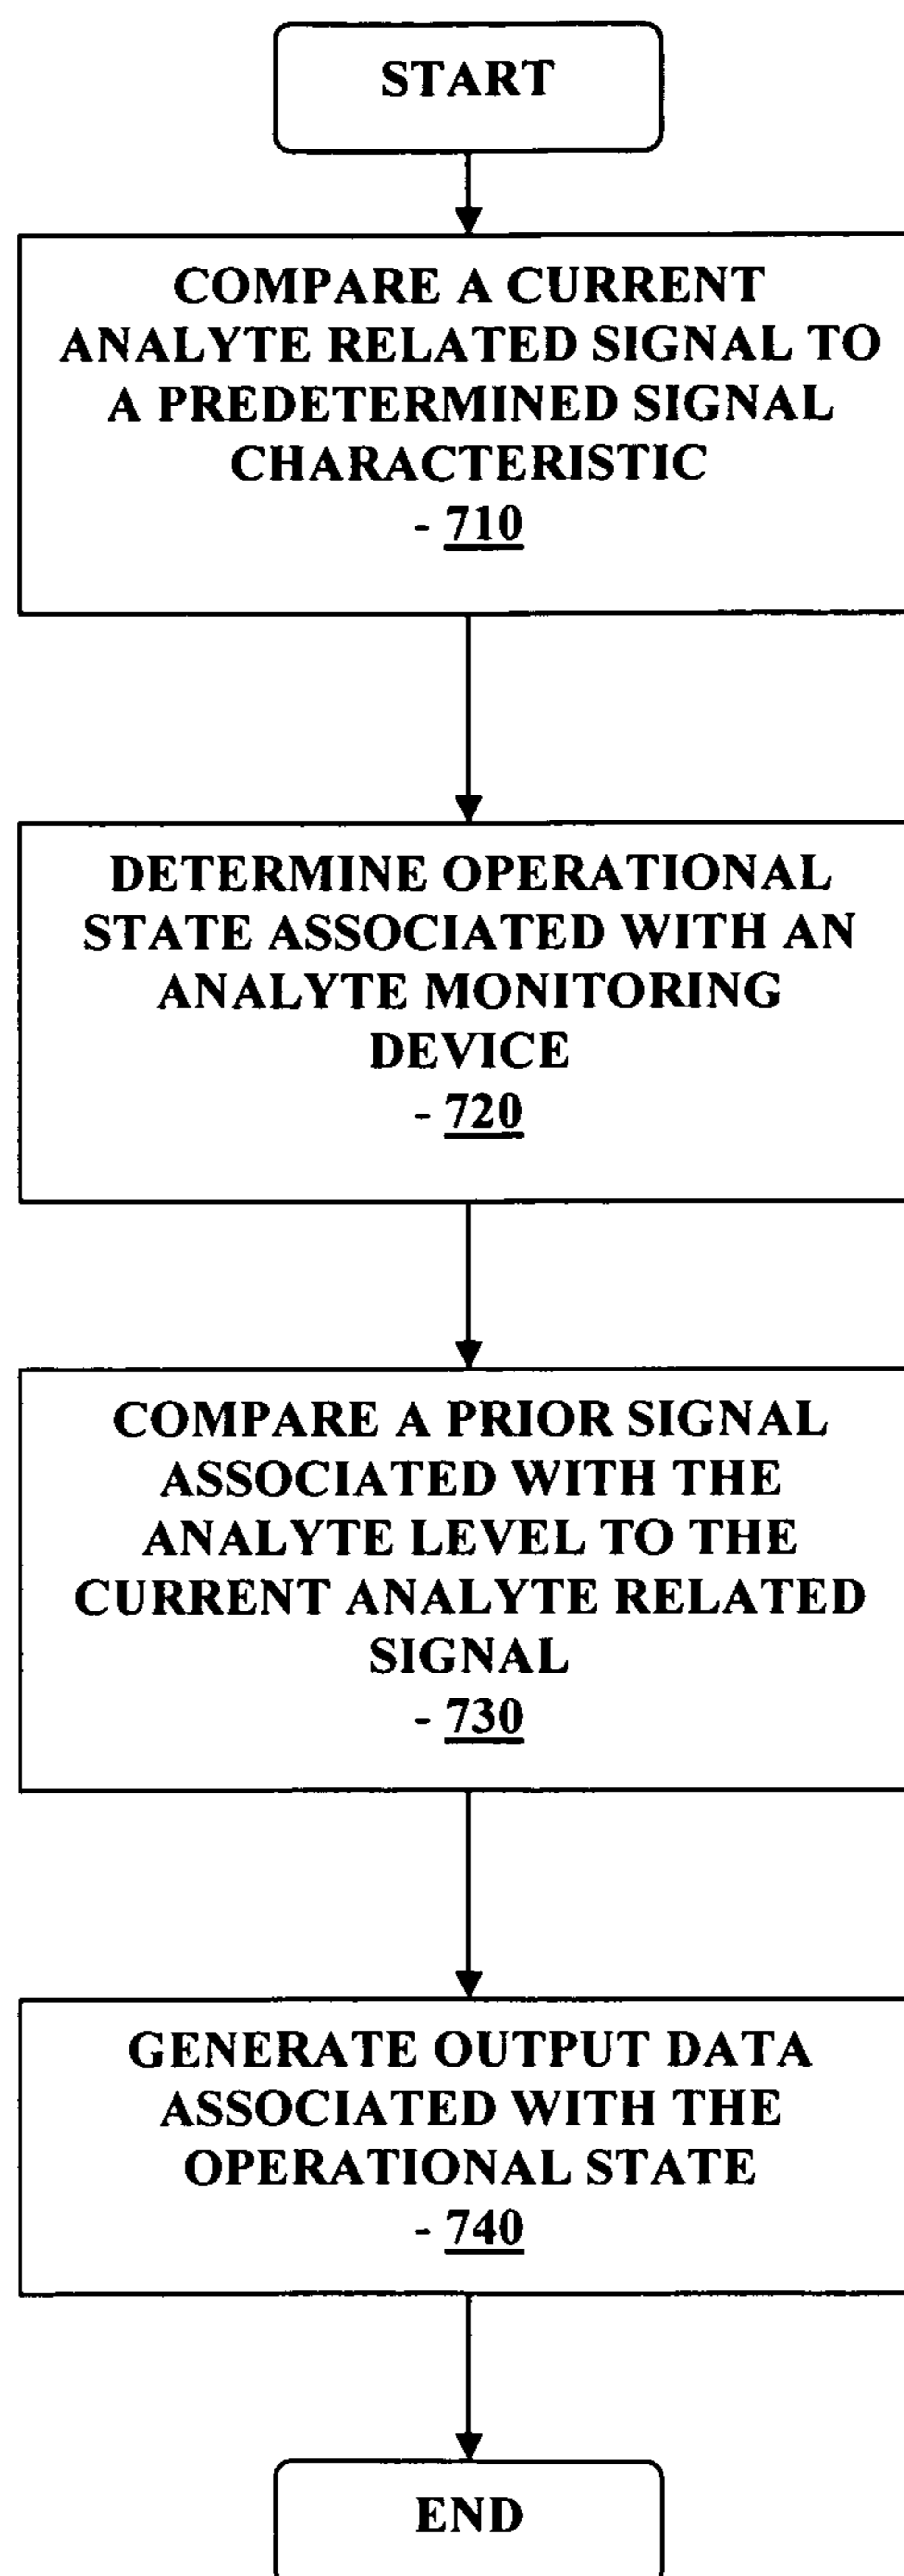 START
COMPARE A CURRENT
ANALYTE RELATED SIGNAL TO
A PREDETERMINED SIGNAL
CHARACTERISTIC
- 710
DETERMINE OPERATIONAL
STATE ASSOCIATED WITH AN
ANALYTE MONITORING
DEVICE
- 720
COMPARE A PRIOR SIGNAL
ASSOCIATED WITH THE
ANALYTE LEVEL TO THE
CURRENT ANALYTE RELATED
SIGNAL
- 730
GENERATE OUTPUT DATA
ASSOCIATED WITH THE
OPERATIONAL STATE
- 740
END